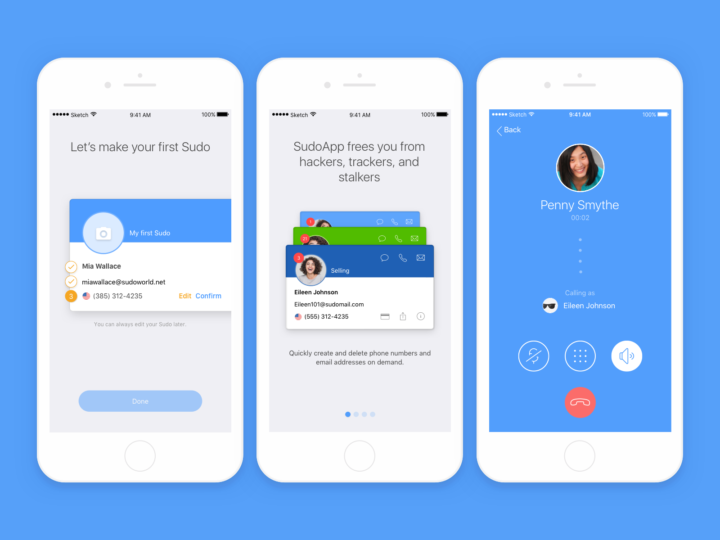 Sketch 9:41 AM 100%
Let's make your first Sudo
My first Sudo
Mia Wallace
miawallace@sudoworld.net
3 (385) 312-4235 Edit Confirm
You can always edit your Sudo later.
Done
Sketch 9:41 AM 100%
SudoApp frees you from
hackers, trackers, and
stalkers
3
Selling
Eileen Johnson
Eileen101@sudomail.com
(555) 312-4235
Quickly create and delete phone numbers and
email addresses on demand.
Sketch 9:41 AM 100%
Back
Penny Smythe
00:02
Calling as
Eileen Johnson